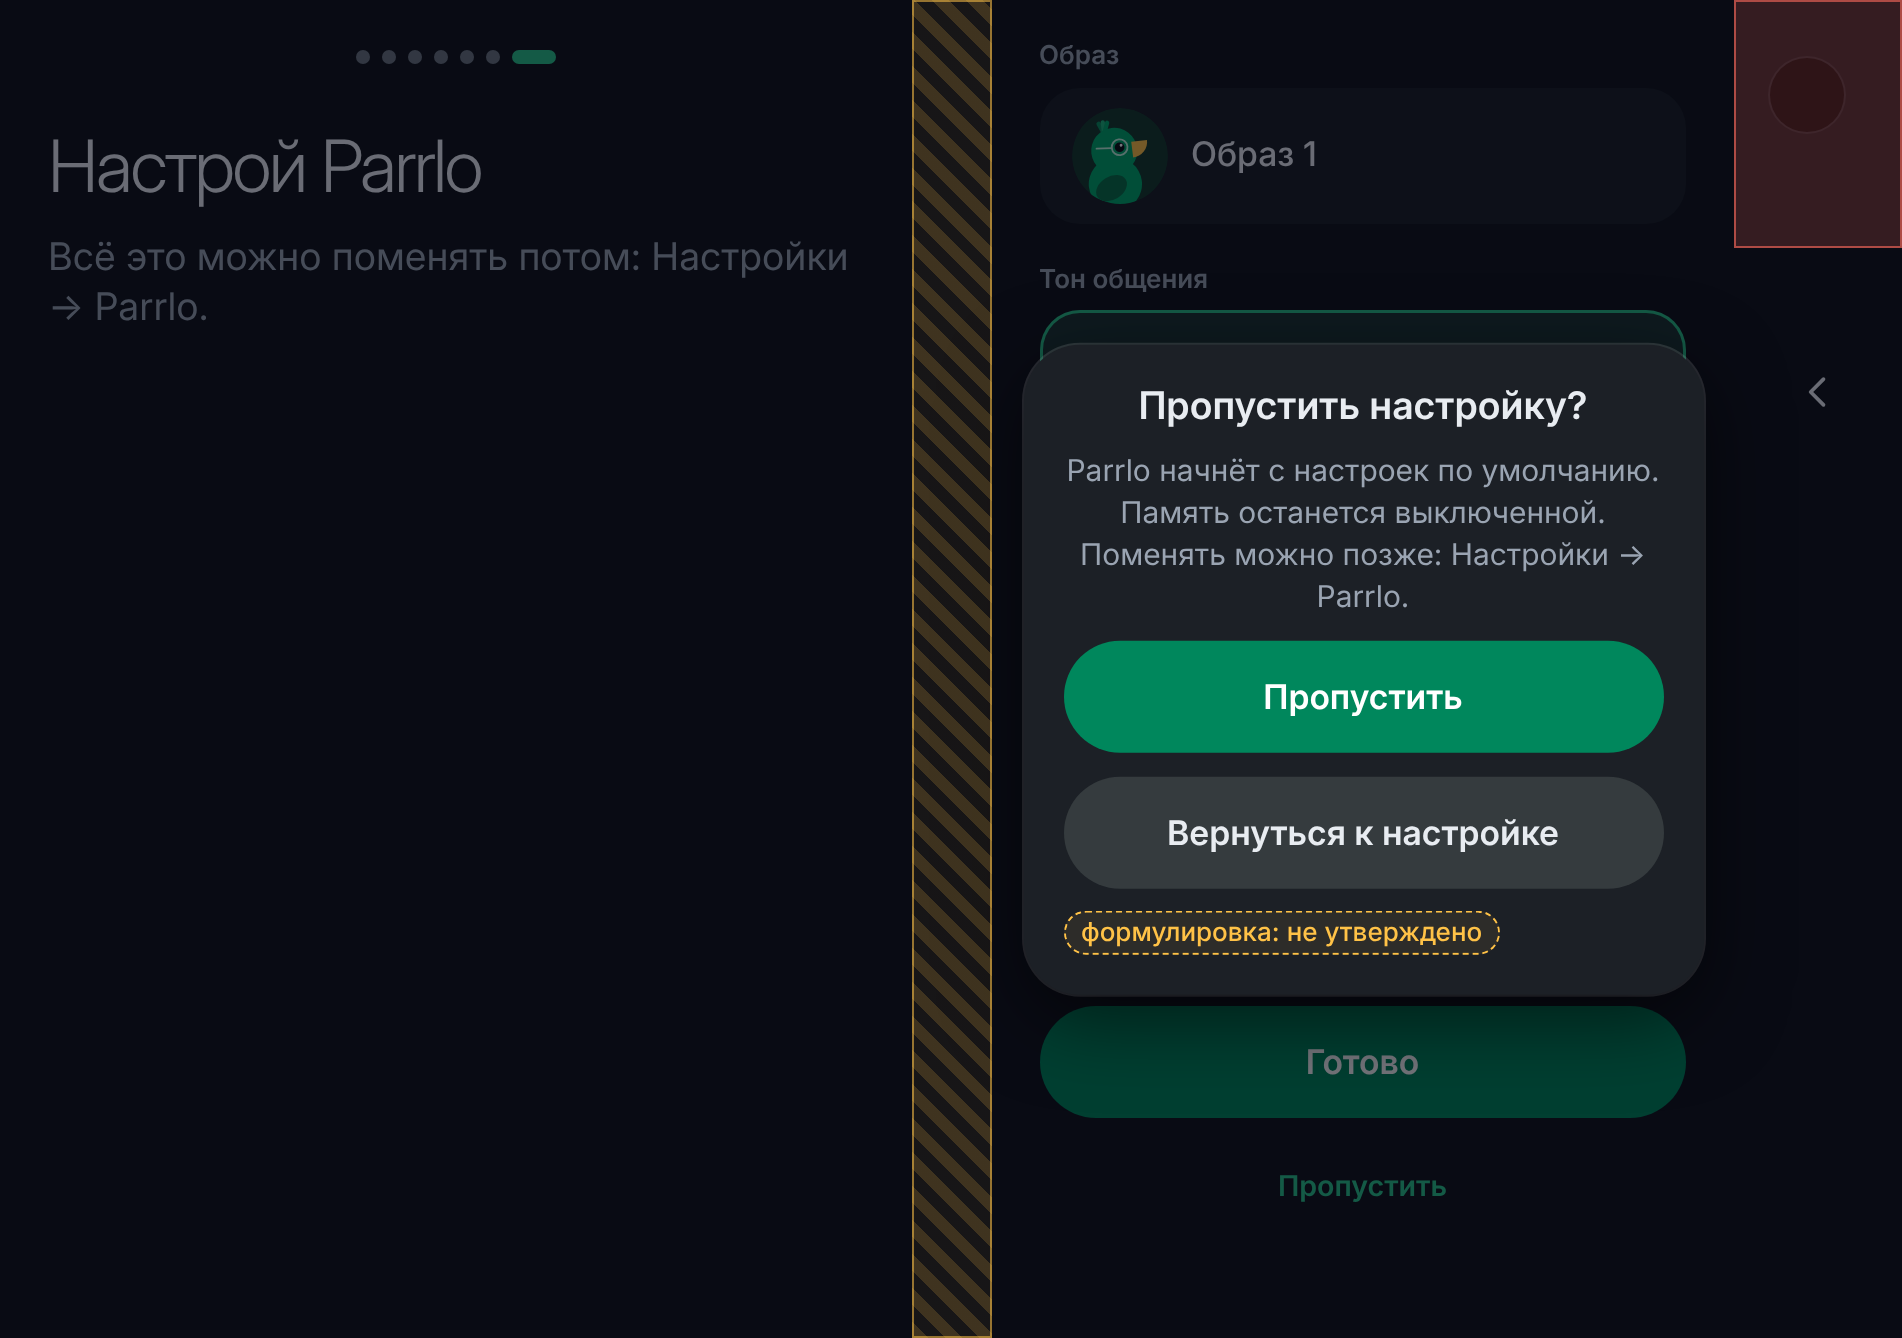 Настрой Parrlo
Всё это можно поменять потом: Настройки
→ Parrlo.
Образ
Образ 1
Тон общения
Пропустить настройку?
Parrlo начнёт с настроек по умолчанию.
Память останется выключенной.
Поменять можно позже: Настройки →
Parrlo.
Пропустить
Вернуться к настройке
формулировка: не утверждено
Готово
Пропустить